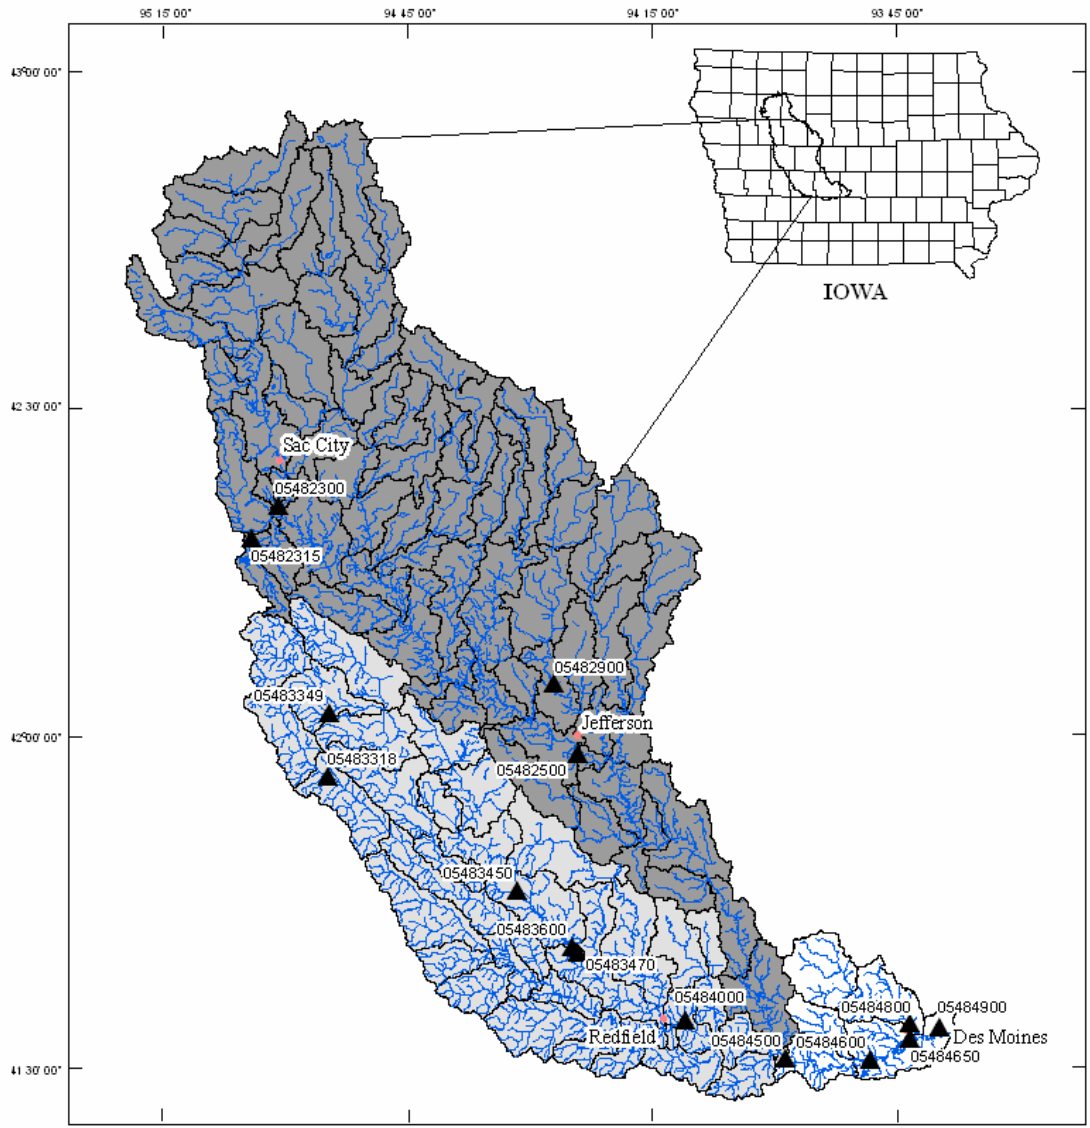 95 15' 00"
94 45' 00"
94 15' 00"
93 45' 00"
43 00' 00"
IOWA
42 30' 00"
Sac City
05482300
05482315
05482900
05483349
Jefferson
42 00' 00"
05483318
05482500
05483450
05483600
05483470
05484000
05484800
05484900
Redfield
05484500
05484600
Des Moines
05484650
41 30' 00"